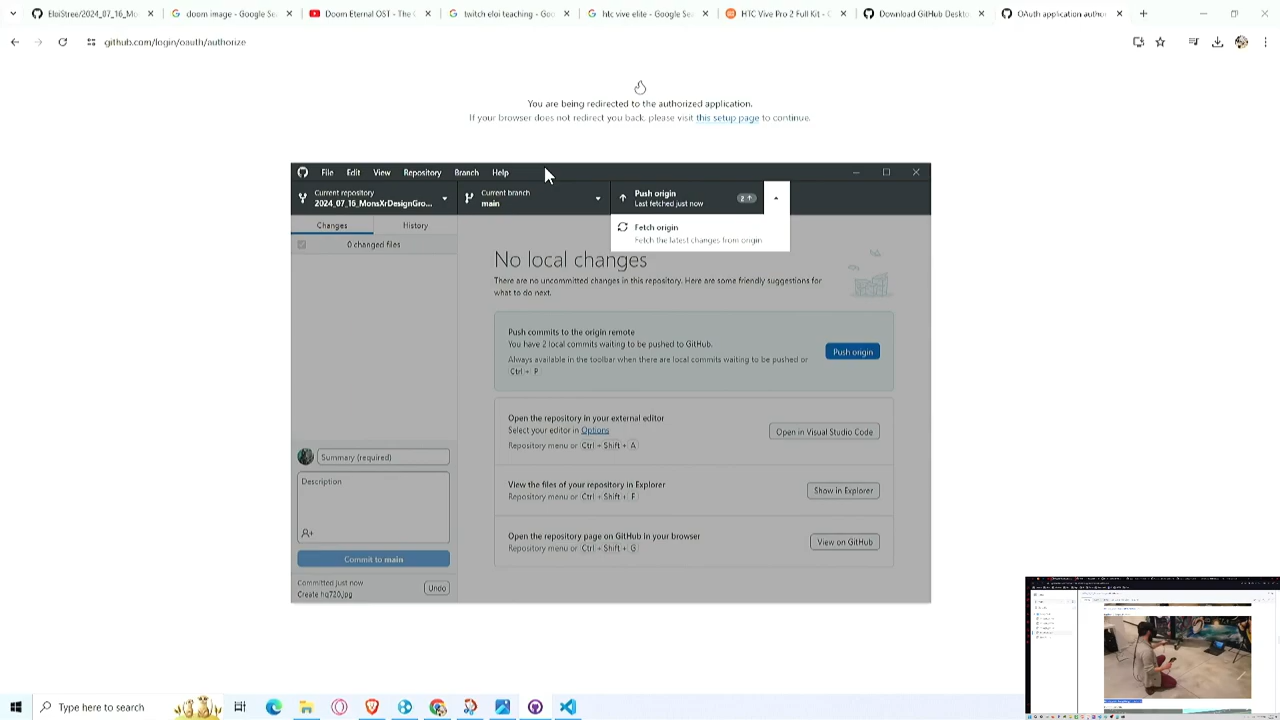 EloiStree/2024_07_16_Mon
doom image - Google S
Doom Eternal OST - The
twitch eloi teaching - Goo
htc vive elite - Google Sea
HTC Vive Pro 2 Full Kit - C
Download GitHub Deskto
OAuth application author
github.com/login/oauth/authorize
You are being redirected to the authorized application.
If your browser does not redirect you back, please visit this setup page to continue.
File Edit View Repository Branch Help
Current repository
2024_07_16_MonsXrDesignGro...
Current branch
main
Push origin
Last fetched just now
2
Fetch origin
Fetch the latest changes from origin
Changes
History
0 changed files
No local changes
There are no uncommitted changes in this repository. Here are some friendly suggestions for
what to do next.
Push commits to the origin remote
You have 2 local commits waiting to be pushed to GitHub.
Always available in the toolbar when there are local commits waiting to be pushed or
Ctrl + P
Push origin
Open the repository in your external editor
Select your editor in Options
Repository menu or Ctrl + Shift + A
Open in Visual Studio Code
View the files of your repository in Explorer
Repository menu or Ctrl + Shift + F
Show in Explorer
Open the repository page on GitHub in your browser
Repository menu or Ctrl + Shift + G
View on GitHub
Summary (required)
Description
Commit to main
Committed just now
Create hq720.jpg
Undo
Type here to search